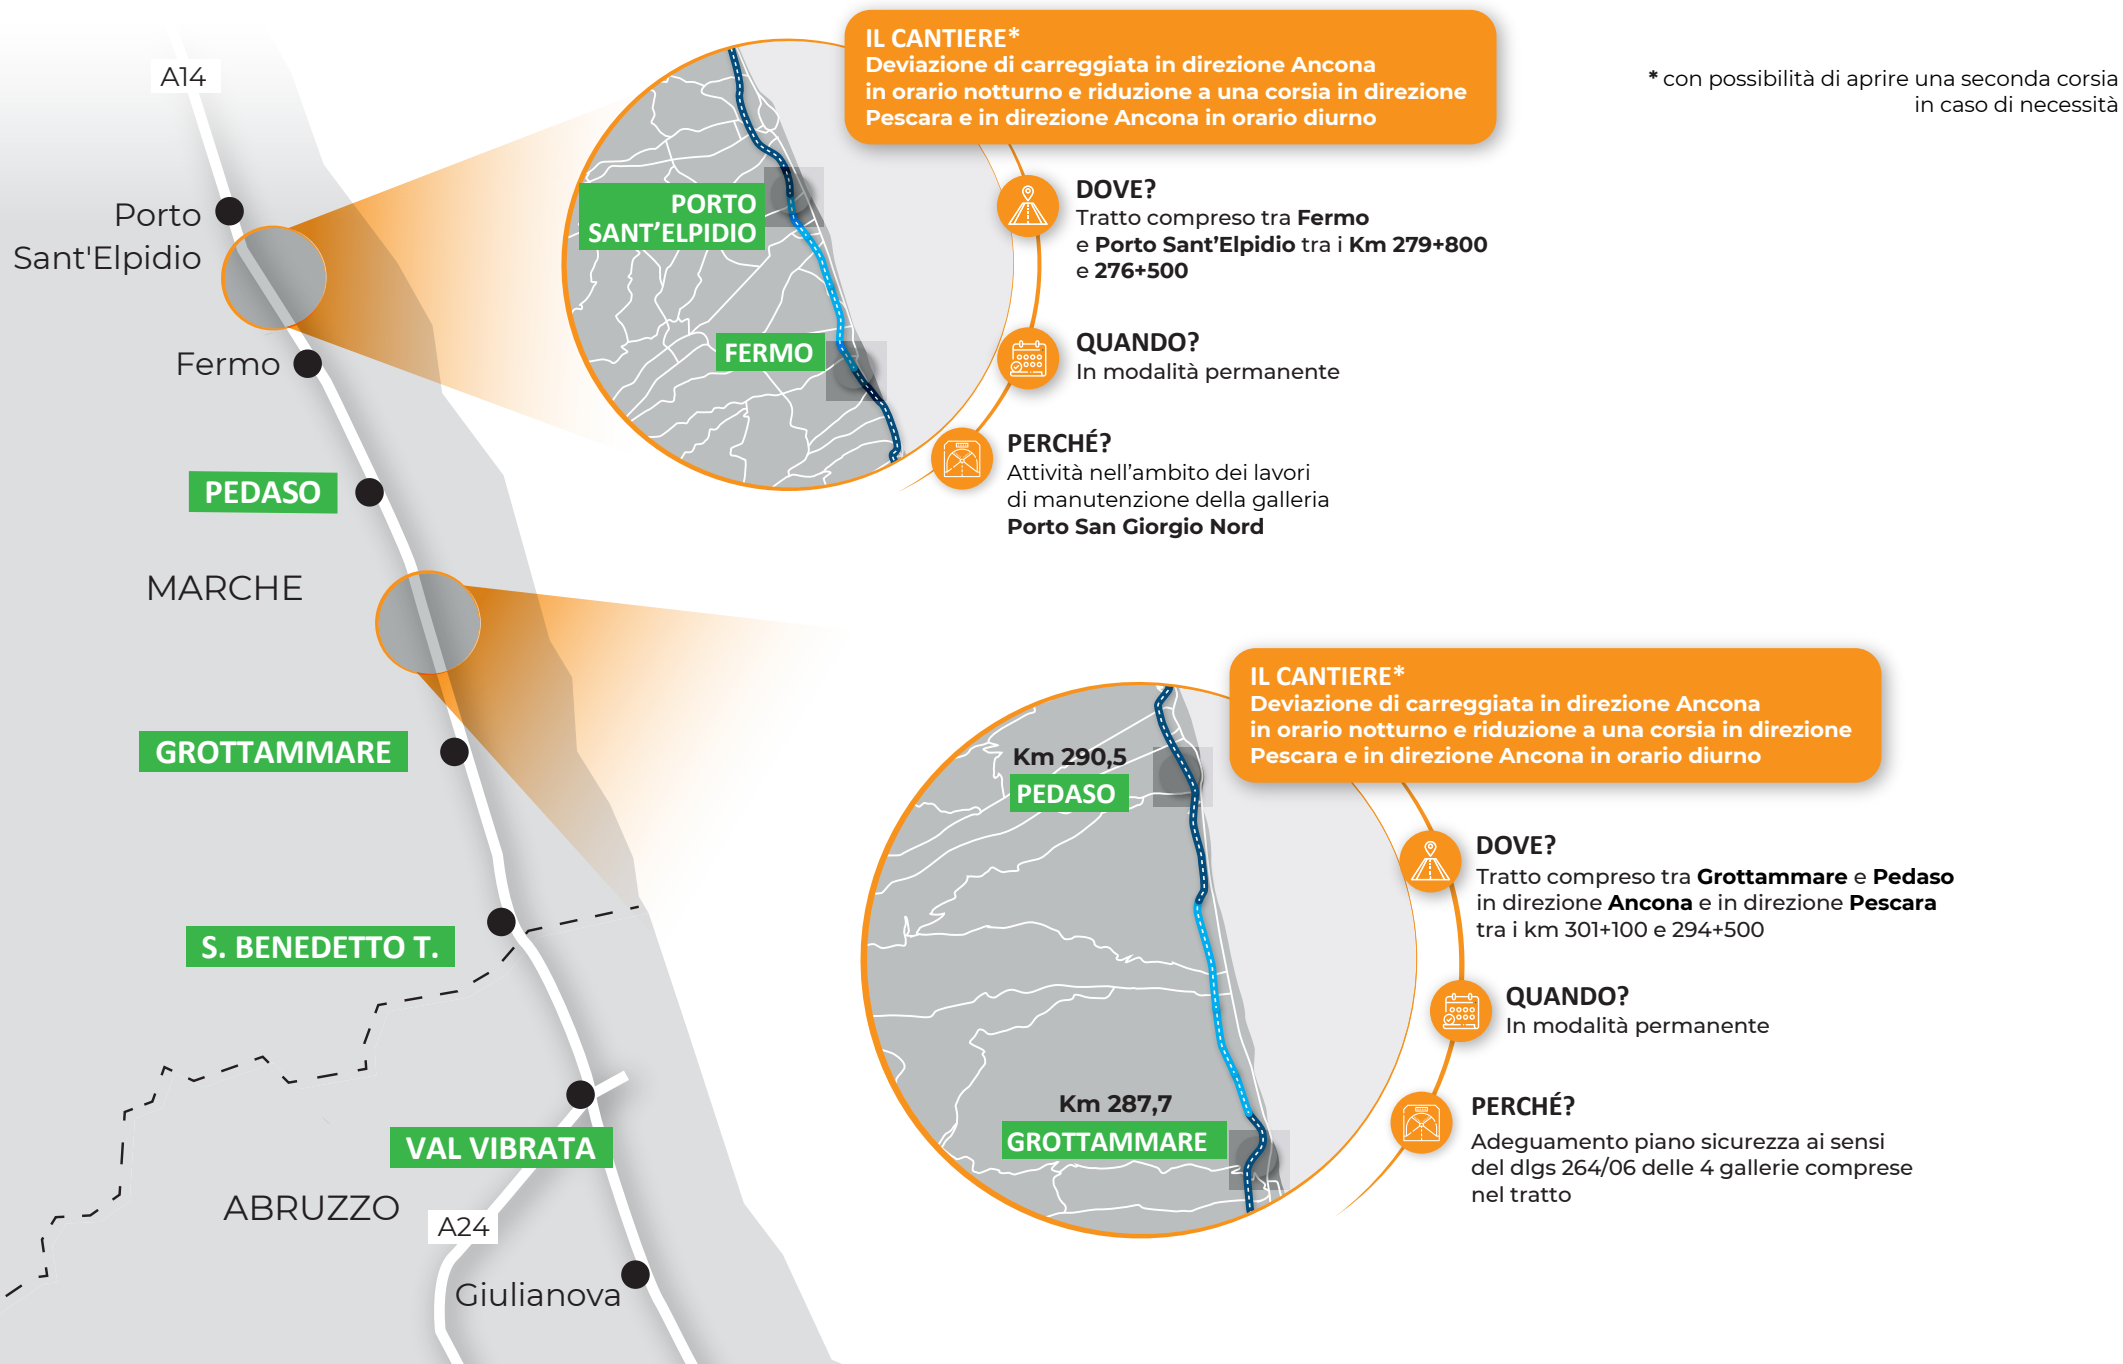 A14
Porto
Sant'Elpidio
Fermo
PEDASO
MARCHE
GROTTAMMARE
S. BENEDETTO T.
VAL VIBRATA
ABRUZZO
A24
Giulianova
PORTO
SANT'ELPIDIO
FERMO
IL CANTIERE*
Deviazione di carreggiata in direzione Ancona
in orario notturno e riduzione a una corsia in direzione
Pescara e in direzione Ancona in orario diurno
* con possibilità di aprire una seconda corsia
in caso di necessità
DOVE?
Tratto compreso tra Fermo
e Porto Sant'Elpidio tra i Km 279+800
e 276+500
QUANDO?
In modalità permanente
PERCHÉ?
Attività nell'ambito dei lavori
di manutenzione della galleria
Porto San Giorgio Nord
Km 290,5
PEDASO
Km 287,7
GROTTAMMARE
IL CANTIERE*
Deviazione di carreggiata in direzione Ancona
in orario notturno e riduzione a una corsia in direzione
Pescara e in direzione Ancona in orario diurno
DOVE?
Tratto compreso tra Grottammare e Pedaso
in direzione Ancona e in direzione Pescara
tra i km 301+100 e 294+500
QUANDO?
In modalità permanente
PERCHÉ?
Adeguamento piano sicurezza ai sensi
del dlgs 264/06 delle 4 gallerie comprese
nel tratto